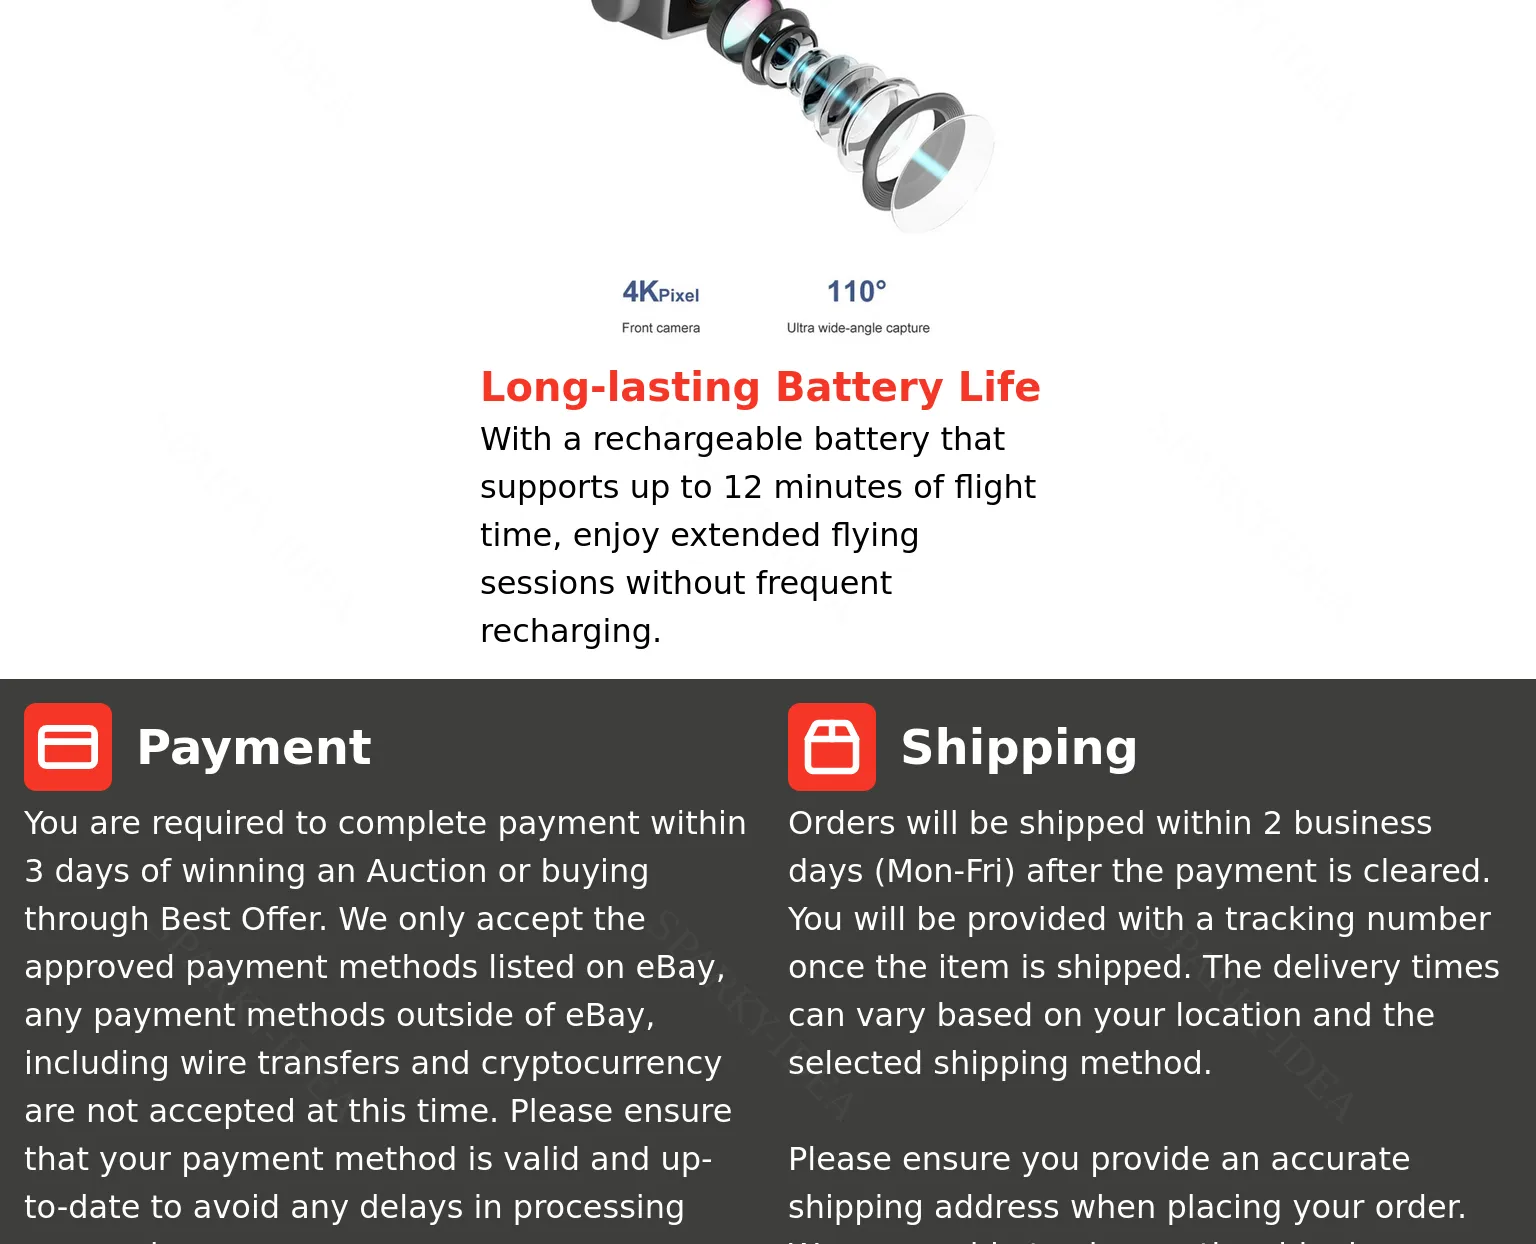 4KPixel
110°
Front camera
Ultra wide-angle capture
Long-lasting Battery Life
With a rechargeable battery that
supports up to 12 minutes of flight
time, enjoy extended flying
sessions without frequent
recharging.
Payment
You are required to complete payment within
3 days of winning an Auction or buying
through Best Offer. We only accept the
approved payment methods listed on eBay,
any payment methods outside of eBay,
including wire transfers and cryptocurrency
are not accepted at this time. Please ensure
that your payment method is valid and up-
to-date to avoid any delays in processing
Shipping
Orders will be shipped within 2 business
days (Mon-Fri) after the payment is cleared.
You will be provided with a tracking number
once the item is shipped. The delivery times
can vary based on your location and the
selected shipping method.
Please ensure you provide an accurate
shipping address when placing your order.
SPARKY-IDEA
SPARKY-IDEA
SPARKY-IDEA